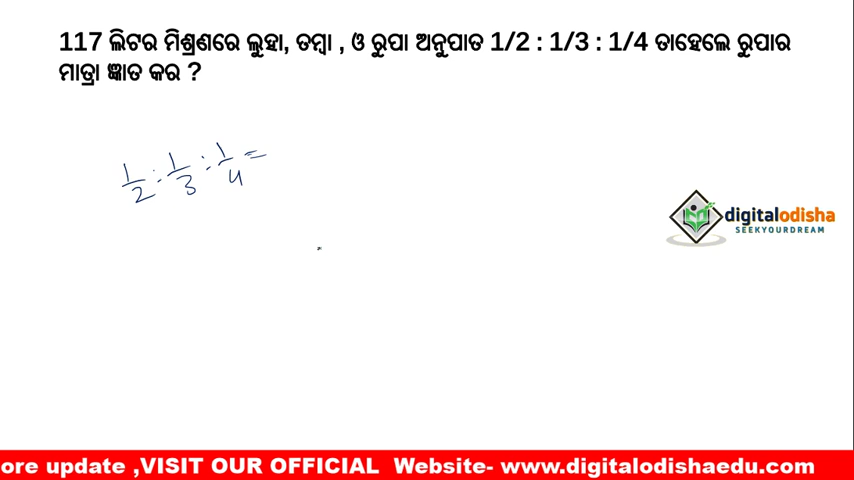 117 ଲିଟର ମିଶ୍ରଣରେ ଲୁହା, ତମ୍ବା , ଓ ରୁପା ଅନୁପାତ 1/2 : 1/3 : 1/4 ତାହେଲେ ରୁପାର
ମାତ୍ରା ଜ୍ଞାତ କର ?
1/2 : 1/3 : 1/4 =
digitalodisha
SEEKYOURDREAM
ore update ,VISIT OUR OFFICIAL Website- www.digitalodishaedu.com